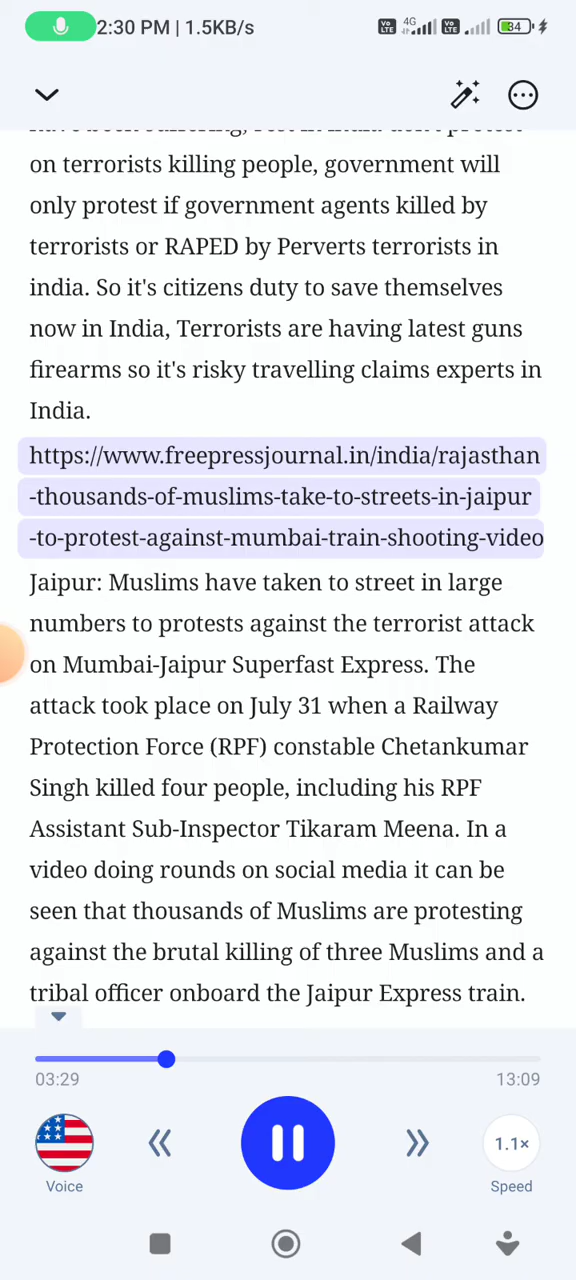 2:30 PM | 1.5KB/s
4G
34
on terrorists killing people, government will
only protest if government agents killed by
terrorists or RAPED by Perverts terrorists in
india. So it's citizens duty to save themselves
now in India, Terrorists are having latest guns
firearms so it's risky travelling claims experts in
India.
https://www.freepressjournal.in/india/rajasthan
-thousands-of-muslims-take-to-streets-in-jaipur
-to-protest-against-mumbai-train-shooting-video
Jaipur: Muslims have taken to street in large
numbers to protests against the terrorist attack
on Mumbai-Jaipur Superfast Express. The
attack took place on July 31 when a Railway
Protection Force (RPF) constable Chetankumar
Singh killed four people, including his RPF
Assistant Sub-Inspector Tikaram Meena. In a
video doing rounds on social media it can be
seen that thousands of Muslims are protesting
against the brutal killing of three Muslims and a
tribal officer onboard the Jaipur Express train.
03:29
13:09
1.1×
Voice
Speed